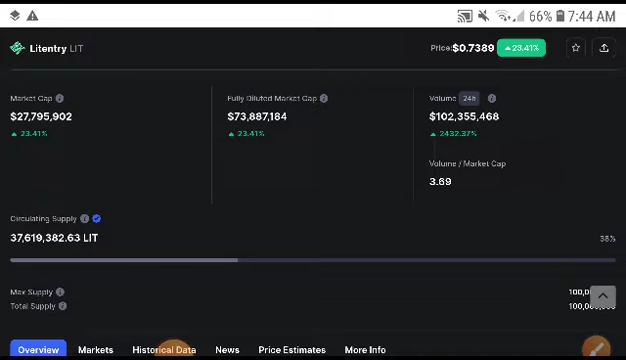 66% 7:44 AM
Litentry LIT
Price: $0.7389 ▲ 23.41%
Market Cap
$27,795,902
▲ 23.41%
Fully Diluted Market Cap
$73,887,184
▲ 23.41%
Volume 24h
$102,355,468
▲ 2432.37%
Volume / Market Cap
3.69
Circulating Supply
37,619,382.63 LIT
38%
Max Supply
Total Supply
Overview Markets Historical Data News Price Estimates More Info